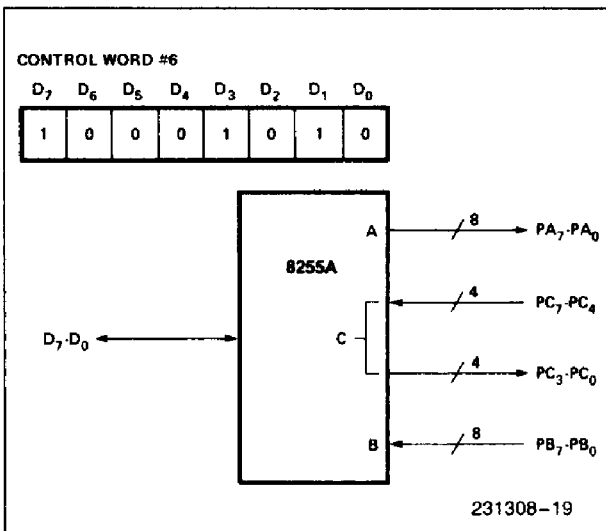 CONTROL WORD #6
D7 D6 D5 D4 D3 D2 D1 D0
1 0 0 0 1 0 1 0
A 8 PA7-PA0
8255A
4 PC7-PC4
D7-D0 C
4 PC3-PC0
B 8 PB7-PB0
231308-19